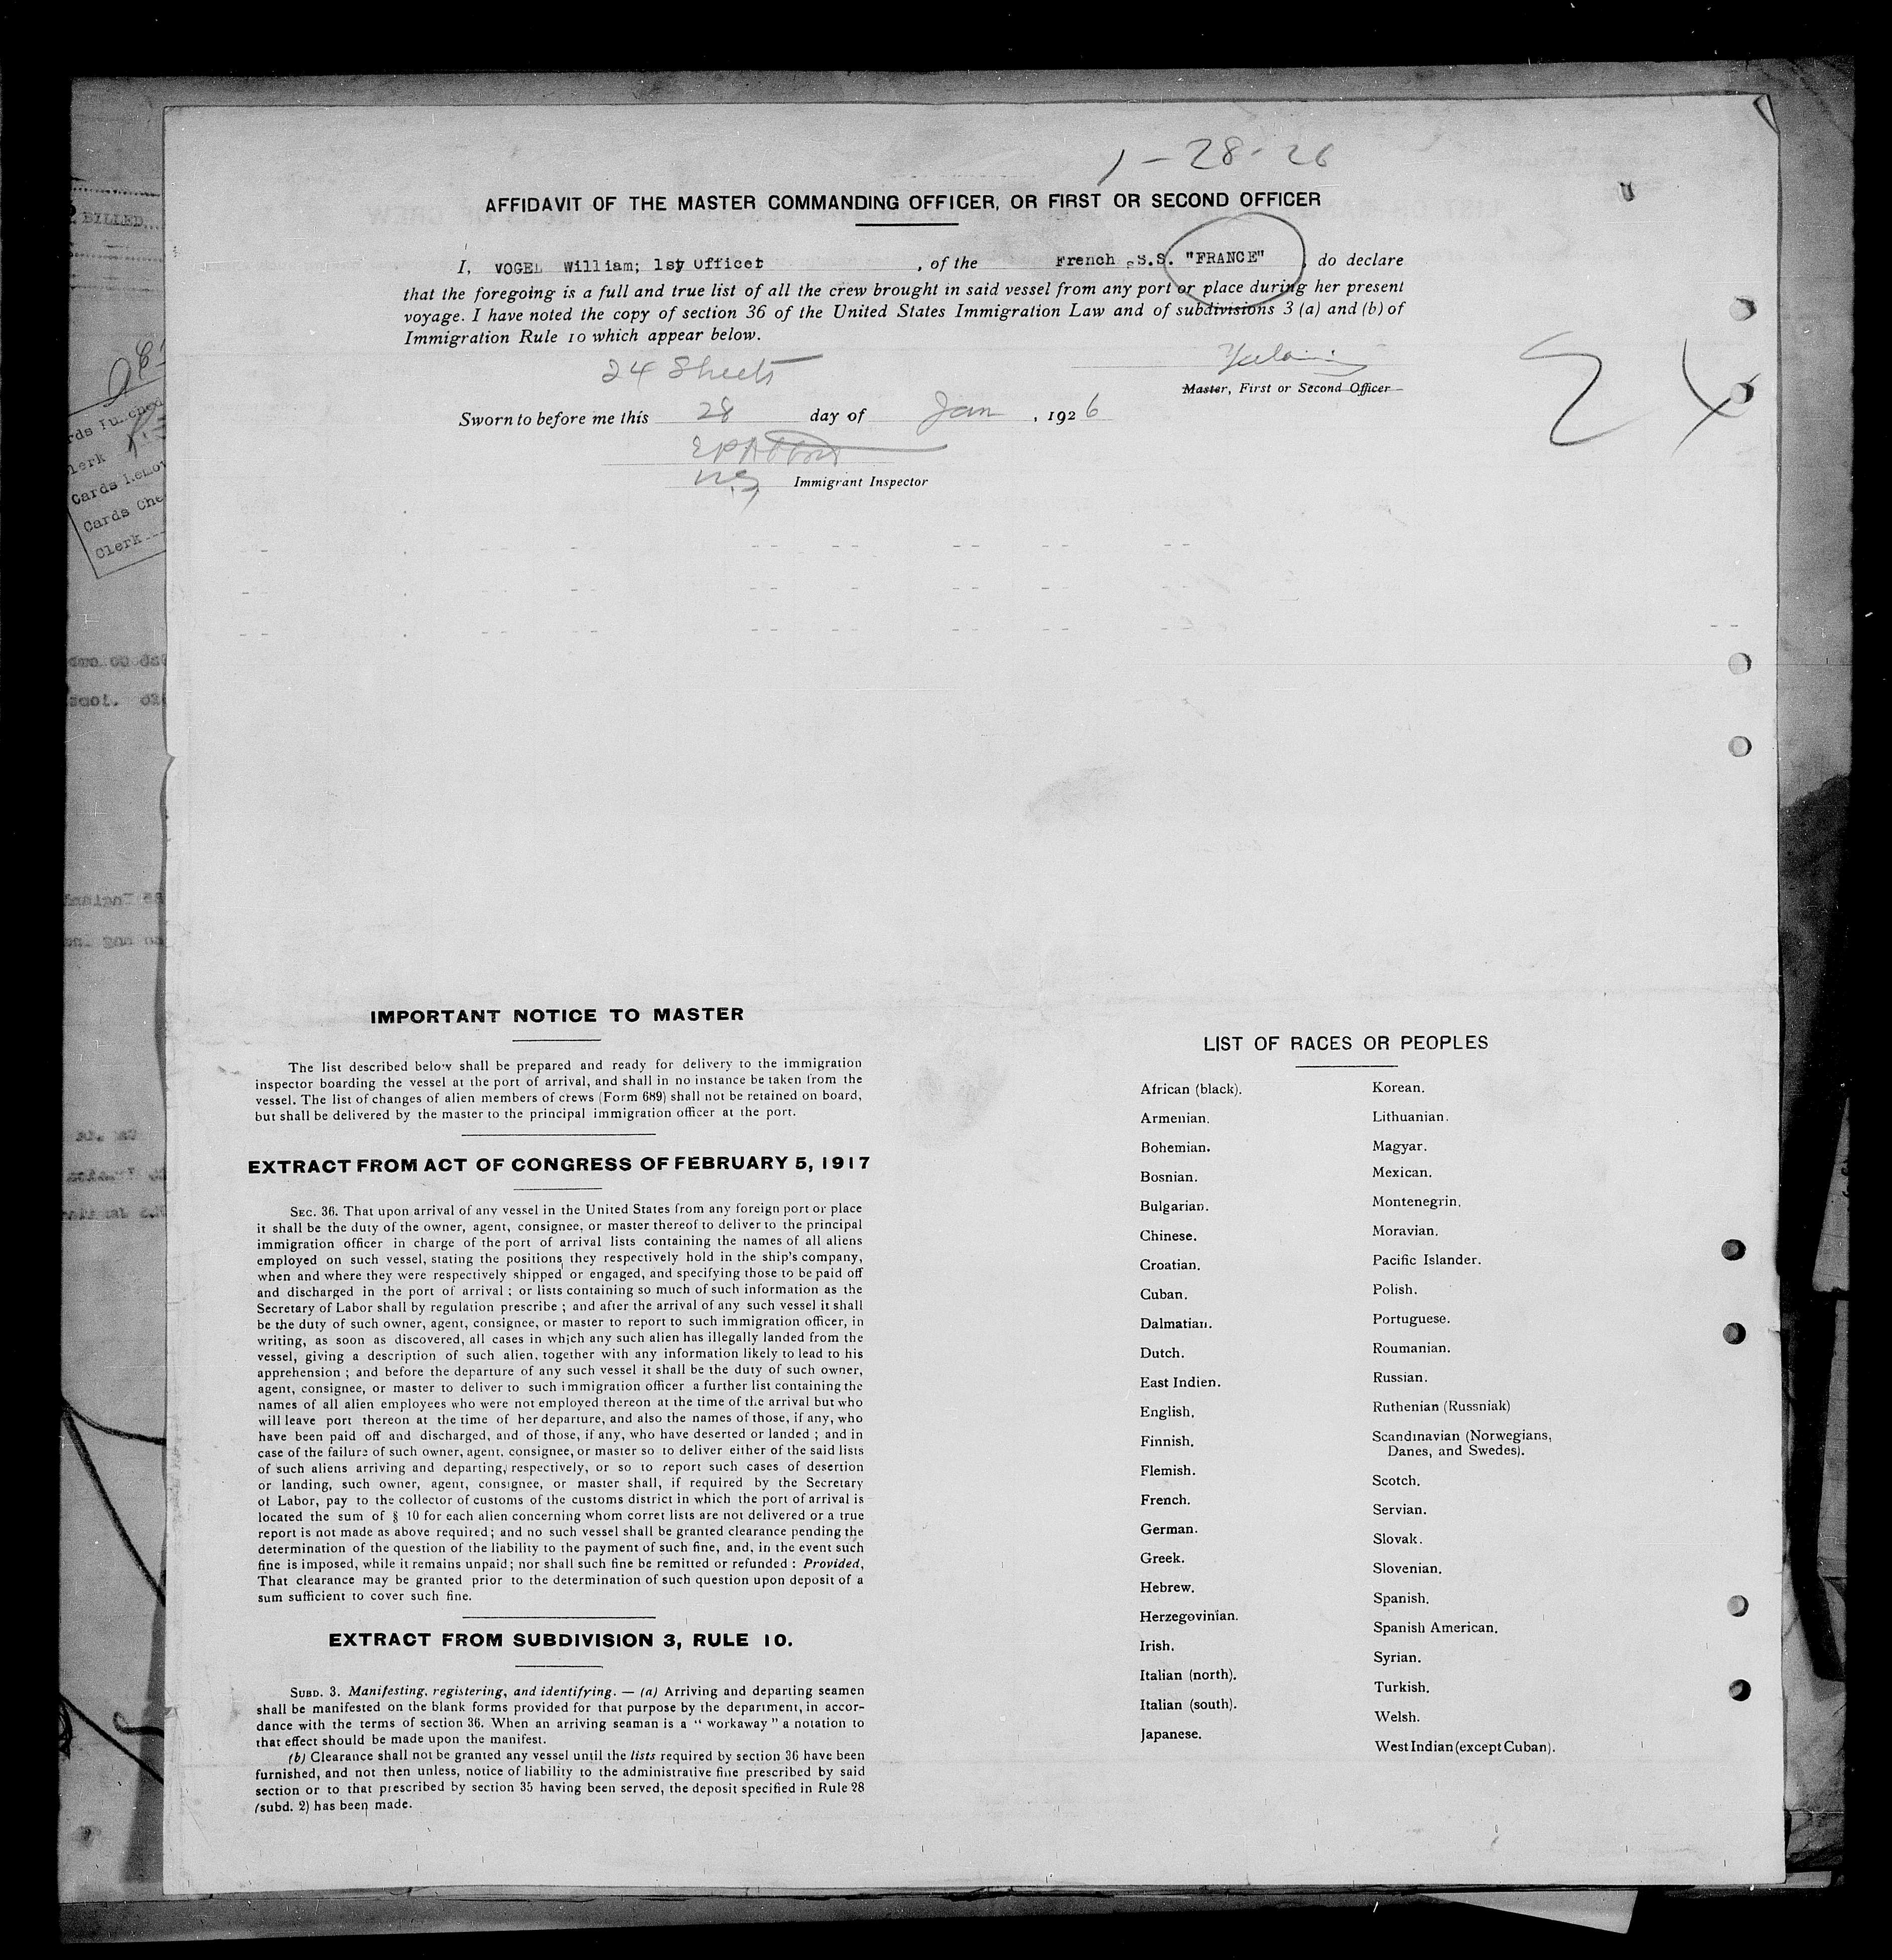 1-28-26
AFFIDAVIT OF THE MASTER COMMANDING OFFICER, OR FIRST OR SECOND OFFICER
I, VOGEL William; 1st Officet , of the French S.S. "FRANCE" , do declare
that the foregoing is a full and true list of all the crew brought in said vessel from any port or place during her present
voyage. I have noted the copy of section 36 of the United States Immigration Law and of subdivisions 3 (a) and (b) of
Immigration Rule 10 which appear below.
24 Sheets
24
Master, First or Second Officer
Sworn to before me this 28 day of Jan , 1926
Immigrant Inspector
BILLED...
Clerk
Cards
Clerk
IMPORTANT NOTICE TO MASTER
The list described below shall be prepared and ready for delivery to the immigration
inspector boarding the vessel at the port of arrival, and shall in no instance be taken from the
vessel. The list of changes of alien members of crews (Form 689) shall not be retained on board,
but shall be delivered by the master to the principal immigration officer at the port.
EXTRACT FROM ACT OF CONGRESS OF FEBRUARY 5, 1917
SEC. 36. That upon arrival of any vessel in the United States from any foreign port or place
it shall be the duty of the owner, agent, consignee, or master thereof to deliver to the principal
immigration officer in charge of the port of arrival lists containing the names of all aliens
employed on such vessel, stating the positions they respectively hold in the ship's company,
when and where they were respectively shipped or engaged, and specifying those to be paid off
and discharged in the port of arrival ; or lists containing so much of such information as the
Secretary of Labor shall by regulation prescribe ; and after the arrival of any such vessel it shall
be the duty of such owner, agent, consignee, or master to report to such immigration officer, in
writing, as soon as discovered, all cases in which any such alien has illegally landed from the
vessel, giving a description of such alien, together with any information likely to lead to his
apprehension ; and before the departure of any such vessel it shall be the duty of such owner,
agent, consignee, or master to deliver to such immigration officer a further list containing the
names of all alien employees who were not employed thereon at the time of the arrival but who
will leave port thereon at the time of her departure, and also the names of those, if any, who
have been paid off and discharged, and of those, if any, who have deserted or landed ; and in
case of the failure of such owner, agent, consignee, or master so to deliver either of the said lists
of such aliens arriving and departing, respectively, or so to report such cases of desertion
or landing, such owner, agent, consignee, or master shall, if required by the Secretary
of Labor, pay to the collector of customs of the customs district in which the port of arrival is
located the sum of § 10 for each alien concerning whom corret lists are not delivered or a true
report is not made as above required; and no such vessel shall be granted clearance pending the
determination of the question of the liability to the payment of such fine, and, in the event such
fine is imposed, while it remains unpaid ; nor shall such fine be remitted or refunded : Provided,
That clearance may be granted prior to the determination of such question upon deposit of a
sum sufficient to cover such fine.
EXTRACT FROM SUBDIVISION 3, RULE 10.
SUBD. 3. Manifesting, registering, and identifying. — (a) Arriving and departing seamen
shall be manifested on the blank forms provided for that purpose by the department, in accor-
dance with the terms of section 36. When an arriving seaman is a " workaway " a notation to
that effect should be made upon the manifest.
(b) Clearance shall not be granted any vessel until the lists required by section 36 have been
furnished, and not then unless, notice of liability to the administrative fine prescribed by said
section or to that prescribed by section 35 having been served, the deposit specified in Rule 28
(subd. 2) has been made.
LIST OF RACES OR PEOPLES
African (black).
Armenian.
Bohemian.
Bosnian.
Bulgarian.
Chinese.
Croatian.
Cuban.
Dalmatian.
Dutch.
East Indien.
English.
Finnish.
Flemish.
French.
German.
Greek.
Hebrew.
Herzegovinian.
Irish.
Italian (north).
Italian (south).
Japanese.
Korean.
Lithuanian.
Magyar.
Mexican.
Montenegrin.
Moravian.
Pacific Islander.
Polish.
Portuguese.
Roumanian.
Russian.
Ruthenian (Russniak)
Scandinavian (Norwegians,
Danes, and Swedes).
Scotch.
Servian.
Slovak.
Slovenian.
Spanish.
Spanish American.
Syrian.
Turkish.
Welsh.
West Indian (except Cuban).